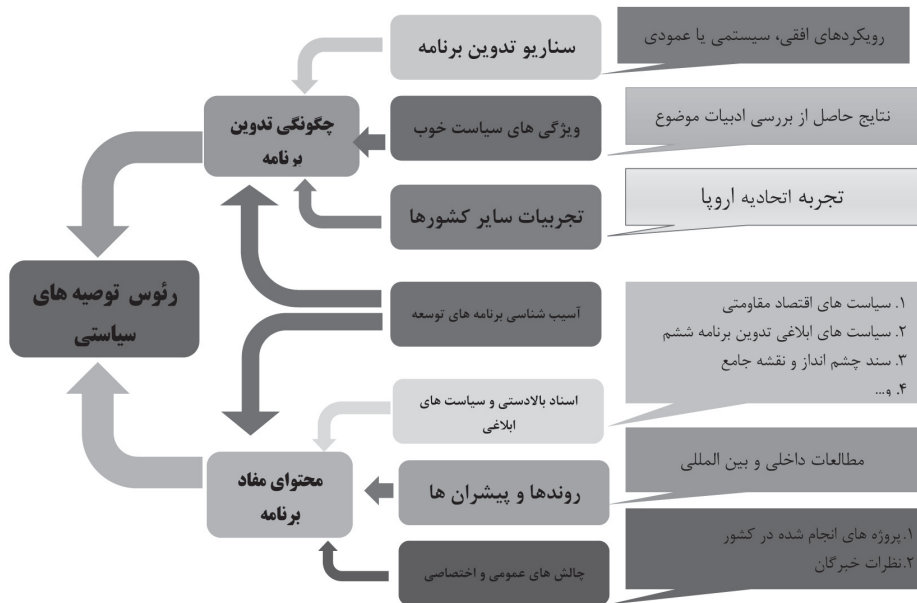 رویکردهای افقی، سیستمی یا عمودی
سناریو تدوین برنامه
نتایج حاصل از بررسی ادبیات موضوع
ویژگی های سیاست خوب
چگونگی تدوین
برنامه
تجربه اتحادیه اروپا
تجربیات سایر کشورها
رئوس توصیه های
سیاستی
آسیب شناسی برنامه های توسعه
۱. سیاست های اقتصاد مقاومتی
۲. سیاست های ابلاغی تدوین برنامه ششم
۳. سند چشم انداز و نقشه جامع
۴. و...
اسناد بالادستی و سیاست های
ابلاغی
مطالعات داخلی و بین المللی
روندها و پیشران ها
محتوای مفاد
برنامه
۱.پروژه های انجام شده در کشور
۲.نظرات خبرگان
چالش های عمومی و اختصاصی